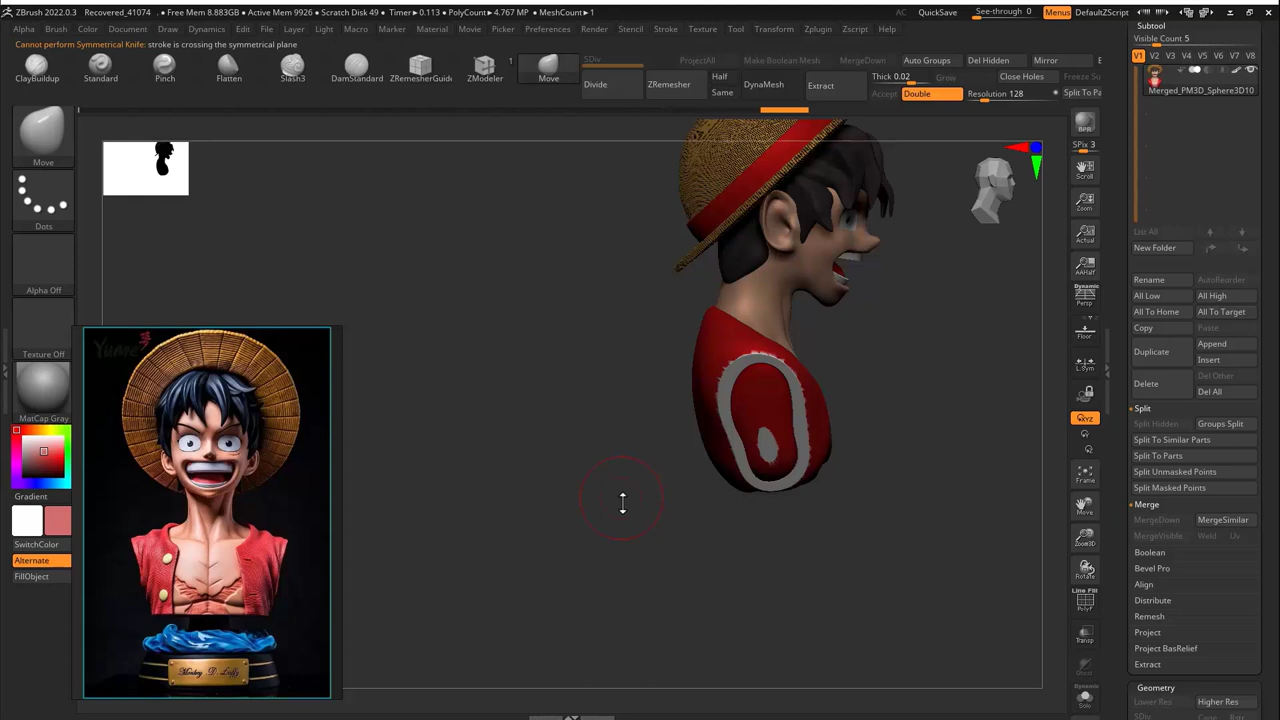 ZBrush 2022.0.3 Recovered_41074 • Free Mem 8.883GB • Active Mem 9926 • Scratch Disk 49 • Timer▸0.113 • PolyCount▸4.767 MP • MeshCount▸1 AC QuickSave See-through 0 Menus DefaultZScript
Alpha Brush Color Document Draw Dynamics Edit File Layer Light Macro Marker Material Movie Picker Preferences Render Stencil Stroke Texture Tool Transform Zplugin Zscript Help
Cannot perform Symmetrical Knife: stroke is crossing the symmetrical plane
ClayBuildup Standard Pinch Flatten Slash3 DamStandard ZRemesherGuide ZModeler 1 Move
SDiv ProjectAll Make Boolean Mesh MergeDown Auto Groups Del Hidden Mirror
Divide ZRemesher Half Same DynaMesh Extract Thick 0.02 Grow Close Holes Freeze Su
Accept Double Resolution 128 Split To Pa
Move
Dots
Alpha Off
Texture Off
MatCap Gray
Gradient
SwitchColor
Alternate
FillObject
Yume
Monkey D. Luffy
BPR
SPix 3
Scroll
Zoom
Actual
AAHalf
Dynamic
Persp
Floor
L.Sym
XYZ
Frame
Move
Zoom3D
Rotate
Line Fill
PolyF
Transp
Ghost
Dynamic
Solo
Subtool
Visible Count 5
V1 V2 V3 V4 V5 V6 V7 V8
Merged_PM3D_Sphere3D10
List All
New Folder
Rename AutoReorder
All Low All High
All To Home All To Target
Copy Paste
Duplicate Append
Insert
Delete Del Other
Del All
Split
Split Hidden Groups Split
Split To Similar Parts
Split To Parts
Split Unmasked Points
Split Masked Points
Merge
MergeDown MergeSimilar
MergeVisible Weld Uv
Boolean
Bevel Pro
Align
Distribute
Remesh
Project
Project BasRelief
Extract
Geometry
Lower Res Higher Res
SDiv